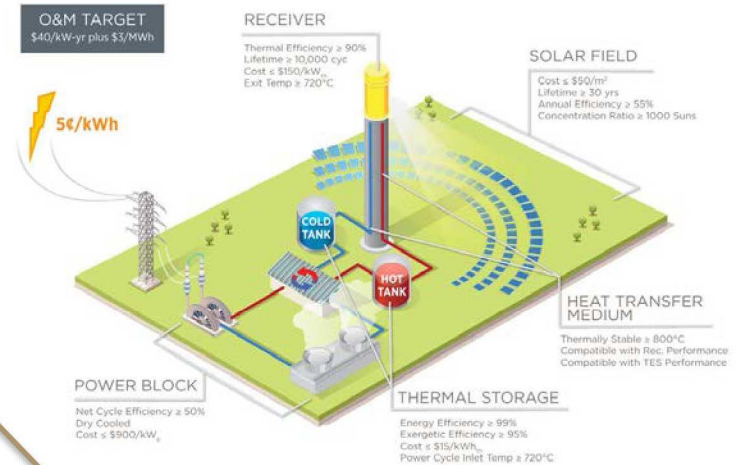 O&M TARGET
$40/kW-yr plus $3/MWh
5¢/kWh
RECEIVER
Thermal Efficiency ≥ 90%
Lifetime ≥ 10,000 cyc
Cost ≤ $150/kWth
Exit Temp ≥ 720°C
SOLAR FIELD
Cost ≤ $50/m²
Lifetime ≥ 30 yrs
Annual Efficiency ≥ 55%
Concentration Ratio ≥ 1000 Suns
COLD
TANK
HOT
TANK
HEAT TRANSFER
MEDIUM
Thermally Stable ≥ 800°C
Compatible with Rec. Performance
Compatible with TES Performance
POWER BLOCK
Net Cycle Efficiency ≥ 50%
Dry Cooled
Cost ≤ $900/kWe
THERMAL STORAGE
Energy Efficiency ≥ 99%
Exergetic Efficiency ≥ 95%
Cost ≤ $15/kWhth
Power Cycle Inlet Temp ≥ 720°C